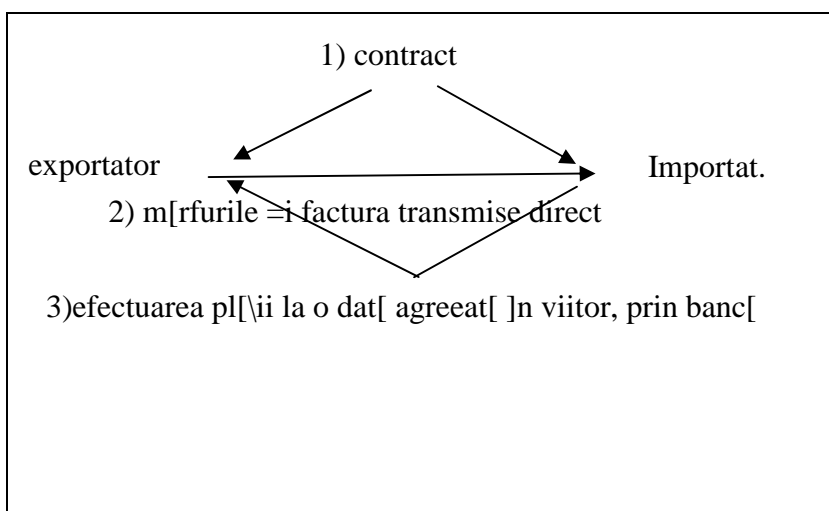 1) contract
exportator Importat.
2) m[rfurile =i factura transmise direct
3)efectuarea pl[\ii la o dat[ agreeat[ ]n viitor, prin banc[